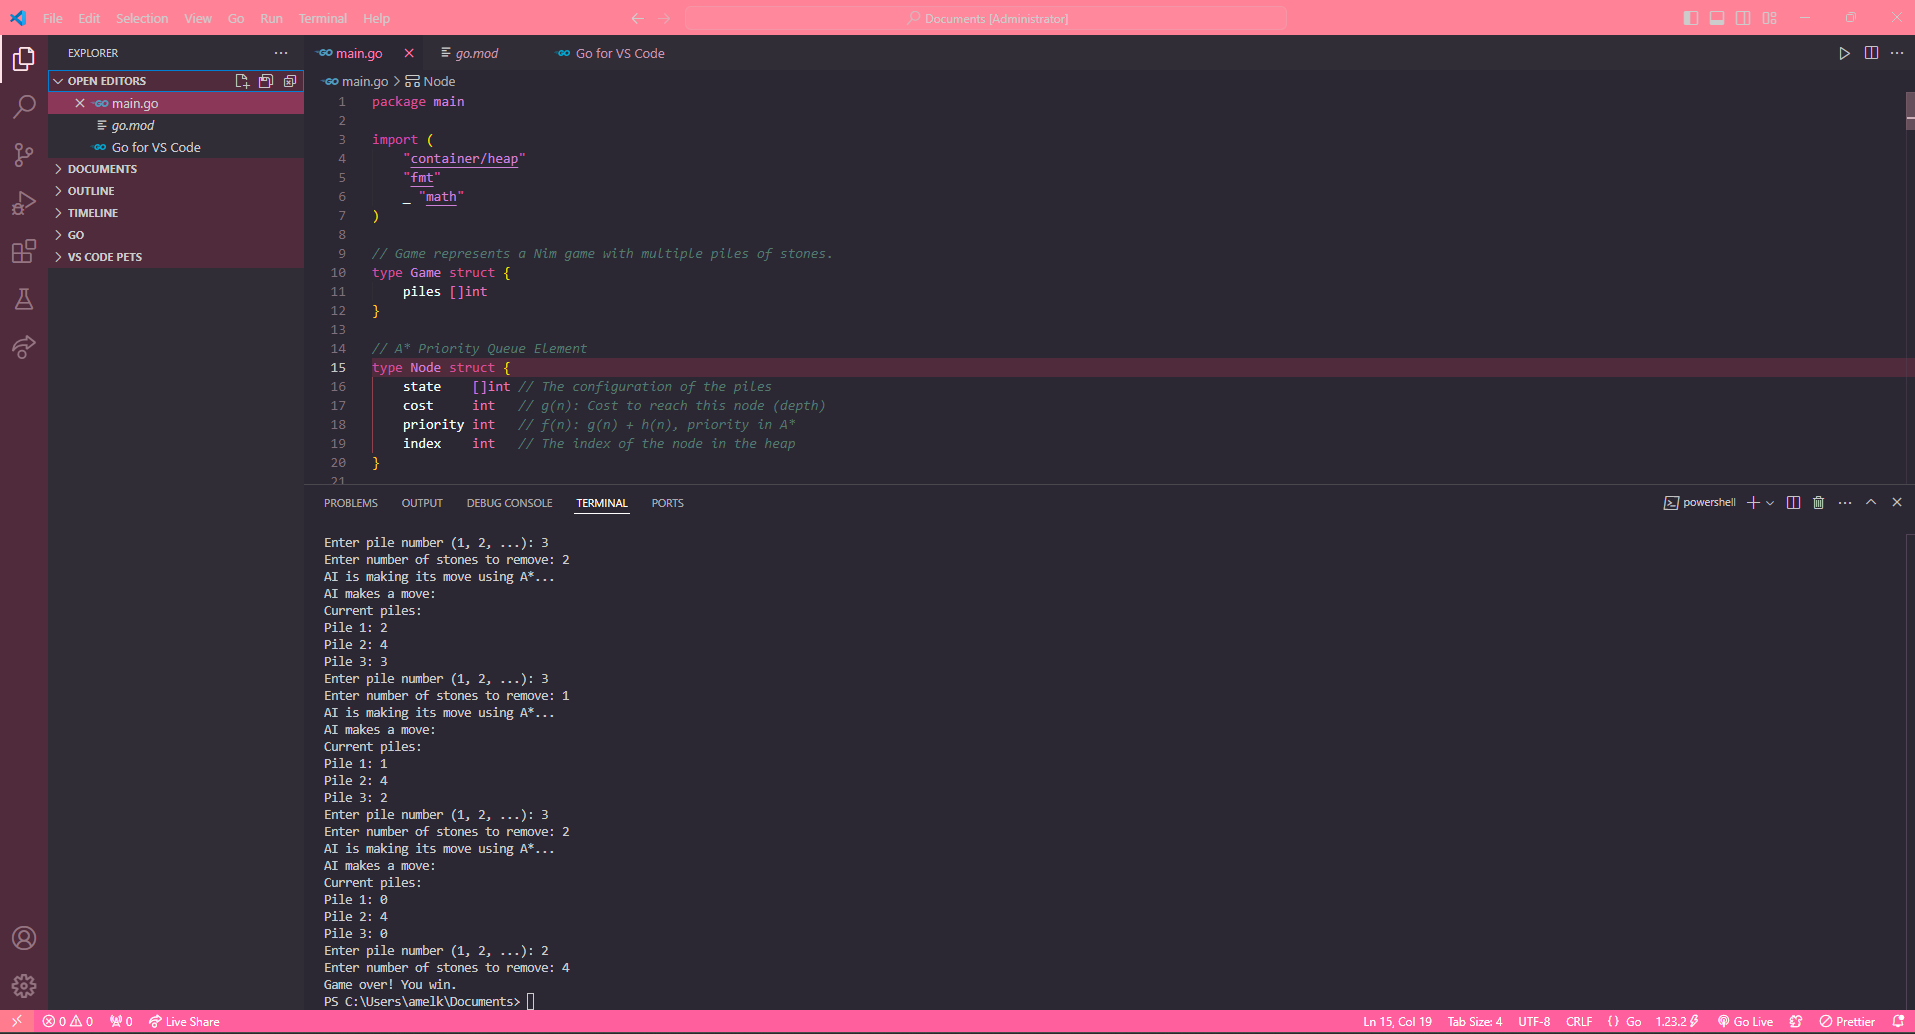 File Edit Selection View Go Run Terminal Help
Documents [Administrator]
EXPLORER
OPEN EDITORS
main.go
go.mod
Go for VS Code
DOCUMENTS
OUTLINE
TIMELINE
GO
VS CODE PETS
main.go go.mod Go for VS Code
main.go > Node
1 package main
2
3 import (
4 "container/heap"
5 "fmt"
6 _ "math"
7 )
8
9 // Game represents a Nim game with multiple piles of stones.
10 type Game struct {
11 piles []int
12 }
13
14 // A* Priority Queue Element
15 type Node struct {
16 state []int // The configuration of the piles
17 cost int // g(n): Cost to reach this node (depth)
18 priority int // f(n): g(n) + h(n), priority in A*
19 index int // The index of the node in the heap
20 }
21
PROBLEMS OUTPUT DEBUG CONSOLE TERMINAL PORTS
powershell
Enter pile number (1, 2, ...): 3
Enter number of stones to remove: 2
AI is making its move using A*...
AI makes a move:
Current piles:
Pile 1: 2
Pile 2: 4
Pile 3: 3
Enter pile number (1, 2, ...): 3
Enter number of stones to remove: 1
AI is making its move using A*...
AI makes a move:
Current piles:
Pile 1: 1
Pile 2: 4
Pile 3: 2
Enter pile number (1, 2, ...): 3
Enter number of stones to remove: 2
AI is making its move using A*...
AI makes a move:
Current piles:
Pile 1: 0
Pile 2: 4
Pile 3: 0
Enter pile number (1, 2, ...): 2
Enter number of stones to remove: 4
Game over! You win.
PS C:\Users\amelk\Documents>
0 0 0 Live Share Ln 15, Col 19 Tab Size: 4 UTF-8 CRLF {} Go 1.23.2 Go Live Prettier